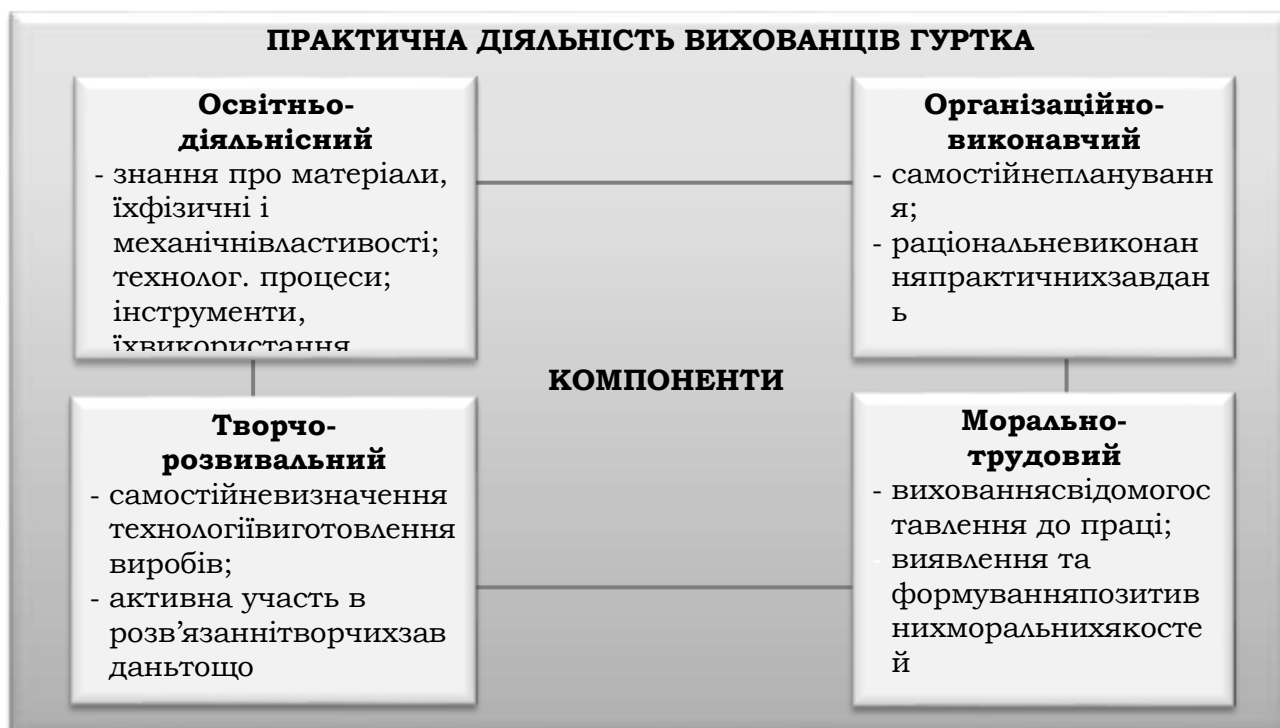 ПРАКТИЧНА ДІЯЛЬНІСТЬ ВИХОВАНЦІВ ГУРТКА
Освітньо-
діяльнісний
- знання про матеріали,
їхфізичні і
механічнівластивості;
технолог. процеси;
інструменти,
їхвикористання
Організаційно-
виконавчий
- самостійнеплануванн
я;
- раціональневиконан
няпрактичнихзавдан
ь
КОМПОНЕНТИ
Творчо-
розвивальний
- самостійневизначення
технологіївиготовлення
виробів;
- активна участь в
розв’язаннітворчихзав
даньтощо
Морально-
трудовий
- вихованнясвідомогос
тавлення до праці;
- виявлення та
формуванняпозитив
нихморальнихякосте
й